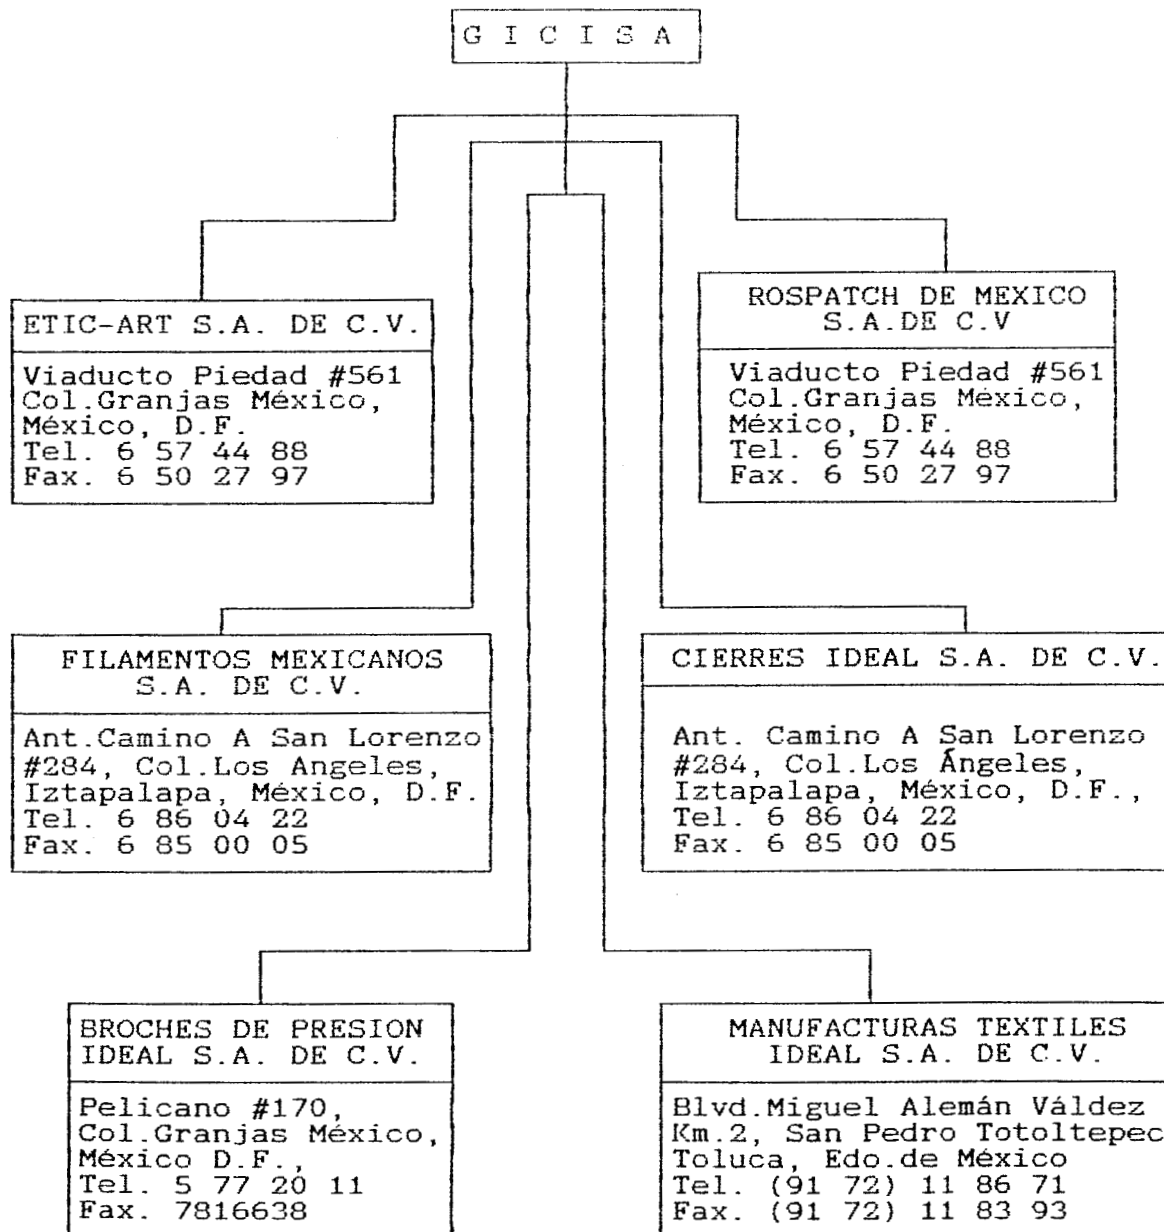 G I C I S A
ETIC-ART S.A. DE C.V.
Viaducto Piedad #561
Col.Granjas México,
México, D.F.
Tel. 6 57 44 88
Fax. 6 50 27 97
ROSPATCH DE MEXICO
S.A.DE C.V
Viaducto Piedad #561
Col.Granjas México,
México, D.F.
Tel. 6 57 44 88
Fax. 6 50 27 97
FILAMENTOS MEXICANOS
S.A. DE C.V.
Ant.Camino A San Lorenzo
#284, Col.Los Angeles,
Iztapalapa, México, D.F.
Tel. 6 86 04 22
Fax. 6 85 00 05
CIERRES IDEAL S.A. DE C.V.
Ant. Camino A San Lorenzo
#284, Col.Los Ángeles,
Iztapalapa, México, D.F.,
Tel. 6 86 04 22
Fax. 6 85 00 05
BROCHES DE PRESION
IDEAL S.A. DE C.V.
Pelicano #170,
Col.Granjas México,
México D.F.,
Tel. 5 77 20 11
Fax. 7816638
MANUFACTURAS TEXTILES
IDEAL S.A. DE C.V.
Blvd.Miguel Alemán Váldez
Km.2, San Pedro Totoltepec
Toluca, Edo.de México
Tel. (91 72) 11 86 71
Fax. (91 72) 11 83 93